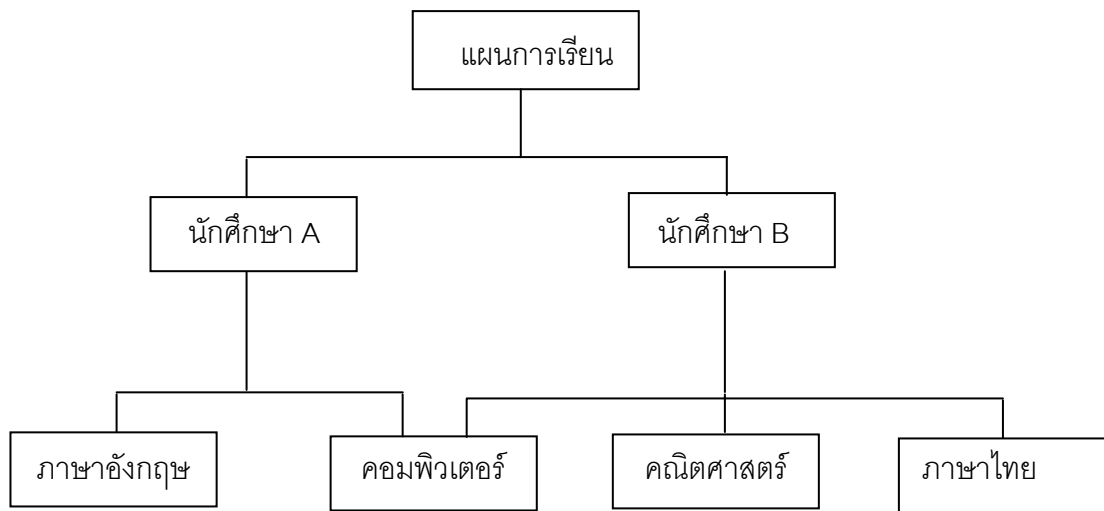 แผนการเรียน
นักศึกษา A
นักศึกษา B
ภาษาอังกฤษ
คอมพิวเตอร์
คณิตศาสตร์
ภาษาไทย